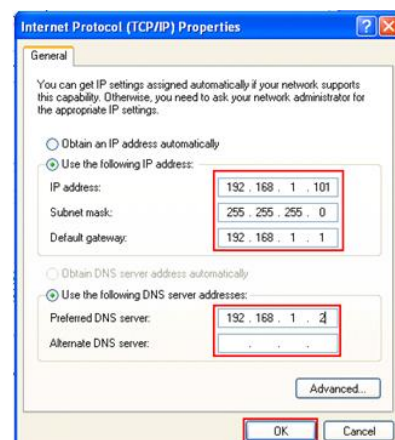 Internet Protocol (TCP/IP) Properties
General
You can get IP settings assigned automatically if your network supports
this capability. Otherwise, you need to ask your network administrator for
the appropriate IP settings.
Obtain an IP address automatically
Use the following IP address:
IP address: 192 . 168 . 1 . 101
Subnet mask: 255 . 255 . 255 . 0
Default gateway: 192 . 168 . 1 . 1
Obtain DNS server address automatically
Use the following DNS server addresses:
Preferred DNS server: 192 . 168 . 1 . 2
Alternate DNS server: . . .
Advanced...
OK Cancel